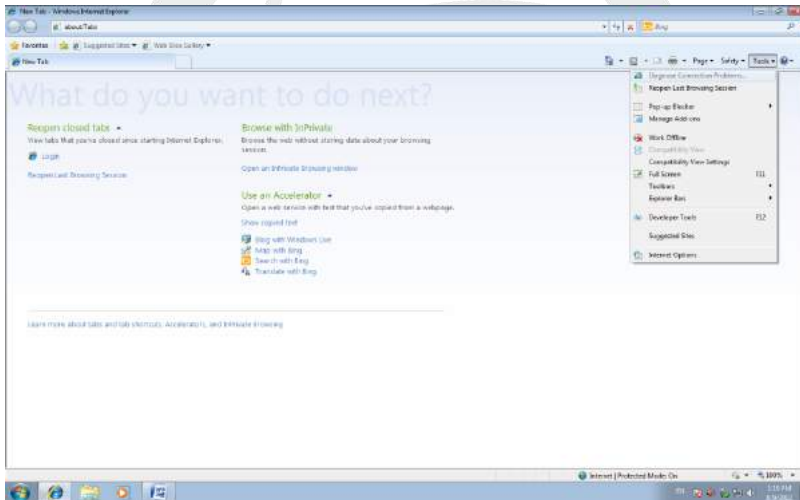 New Tab - Windows Internet Explorer
about:Tabs
Bing
Favorites Suggested Sites Web Slice Gallery
New Tab
Page Safety Tools
What do you want to do next?
Reopen closed tabs
View tabs that you've closed since starting Internet Explorer.
Login
Reopen Last Browsing Session
Browse with InPrivate
Browse the web without storing data about your browsing
session.
Open an InPrivate Browsing window
Use an Accelerator
Open a web service with text that you've copied from a webpage.
Show copied text
Blog with Windows Live
Map with Bing
Search with Bing
Translate with Bing
Learn more about tabs and tab shortcuts, Accelerators, and InPrivate Browsing
Diagnose Connection Problems...
Reopen Last Browsing Session
Pop-up Blocker
Manage Add-ons
Work Offline
Compatibility View
Compatibility View Settings
Full Screen F11
Toolbars
Explorer Bars
Developer Tools F12
Suggested Sites
Internet Options
Internet | Protected Mode: On 100%
EN